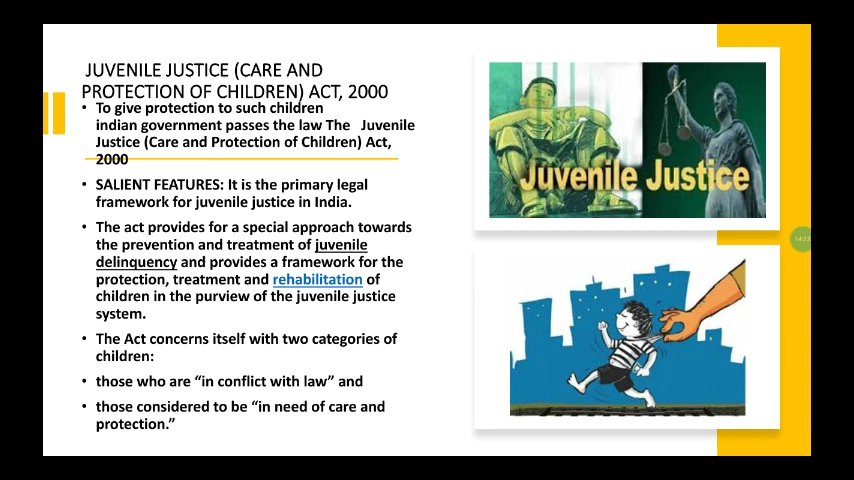 JUVENILE JUSTICE (CARE AND
PROTECTION OF CHILDREN) ACT, 2000
• To give protection to such children
indian government passes the law The Juvenile
Justice (Care and Protection of Children) Act,
2000
• SALIENT FEATURES: It is the primary legal
framework for juvenile justice in India.
• The act provides for a special approach towards
the prevention and treatment of juvenile
delinquency and provides a framework for the
protection, treatment and rehabilitation of
children in the purview of the juvenile justice
system.
• The Act concerns itself with two categories of
children:
• those who are “in conflict with law” and
• those considered to be “in need of care and
protection.”
Juvenile Justice
14:13